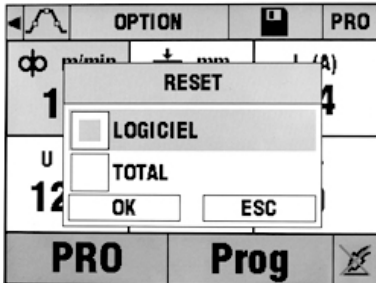 OPTION PRO
m/min mm I (A)
RESET
1 4
LOGICIEL
U
TOTAL
12
OK ESC
PRO Prog